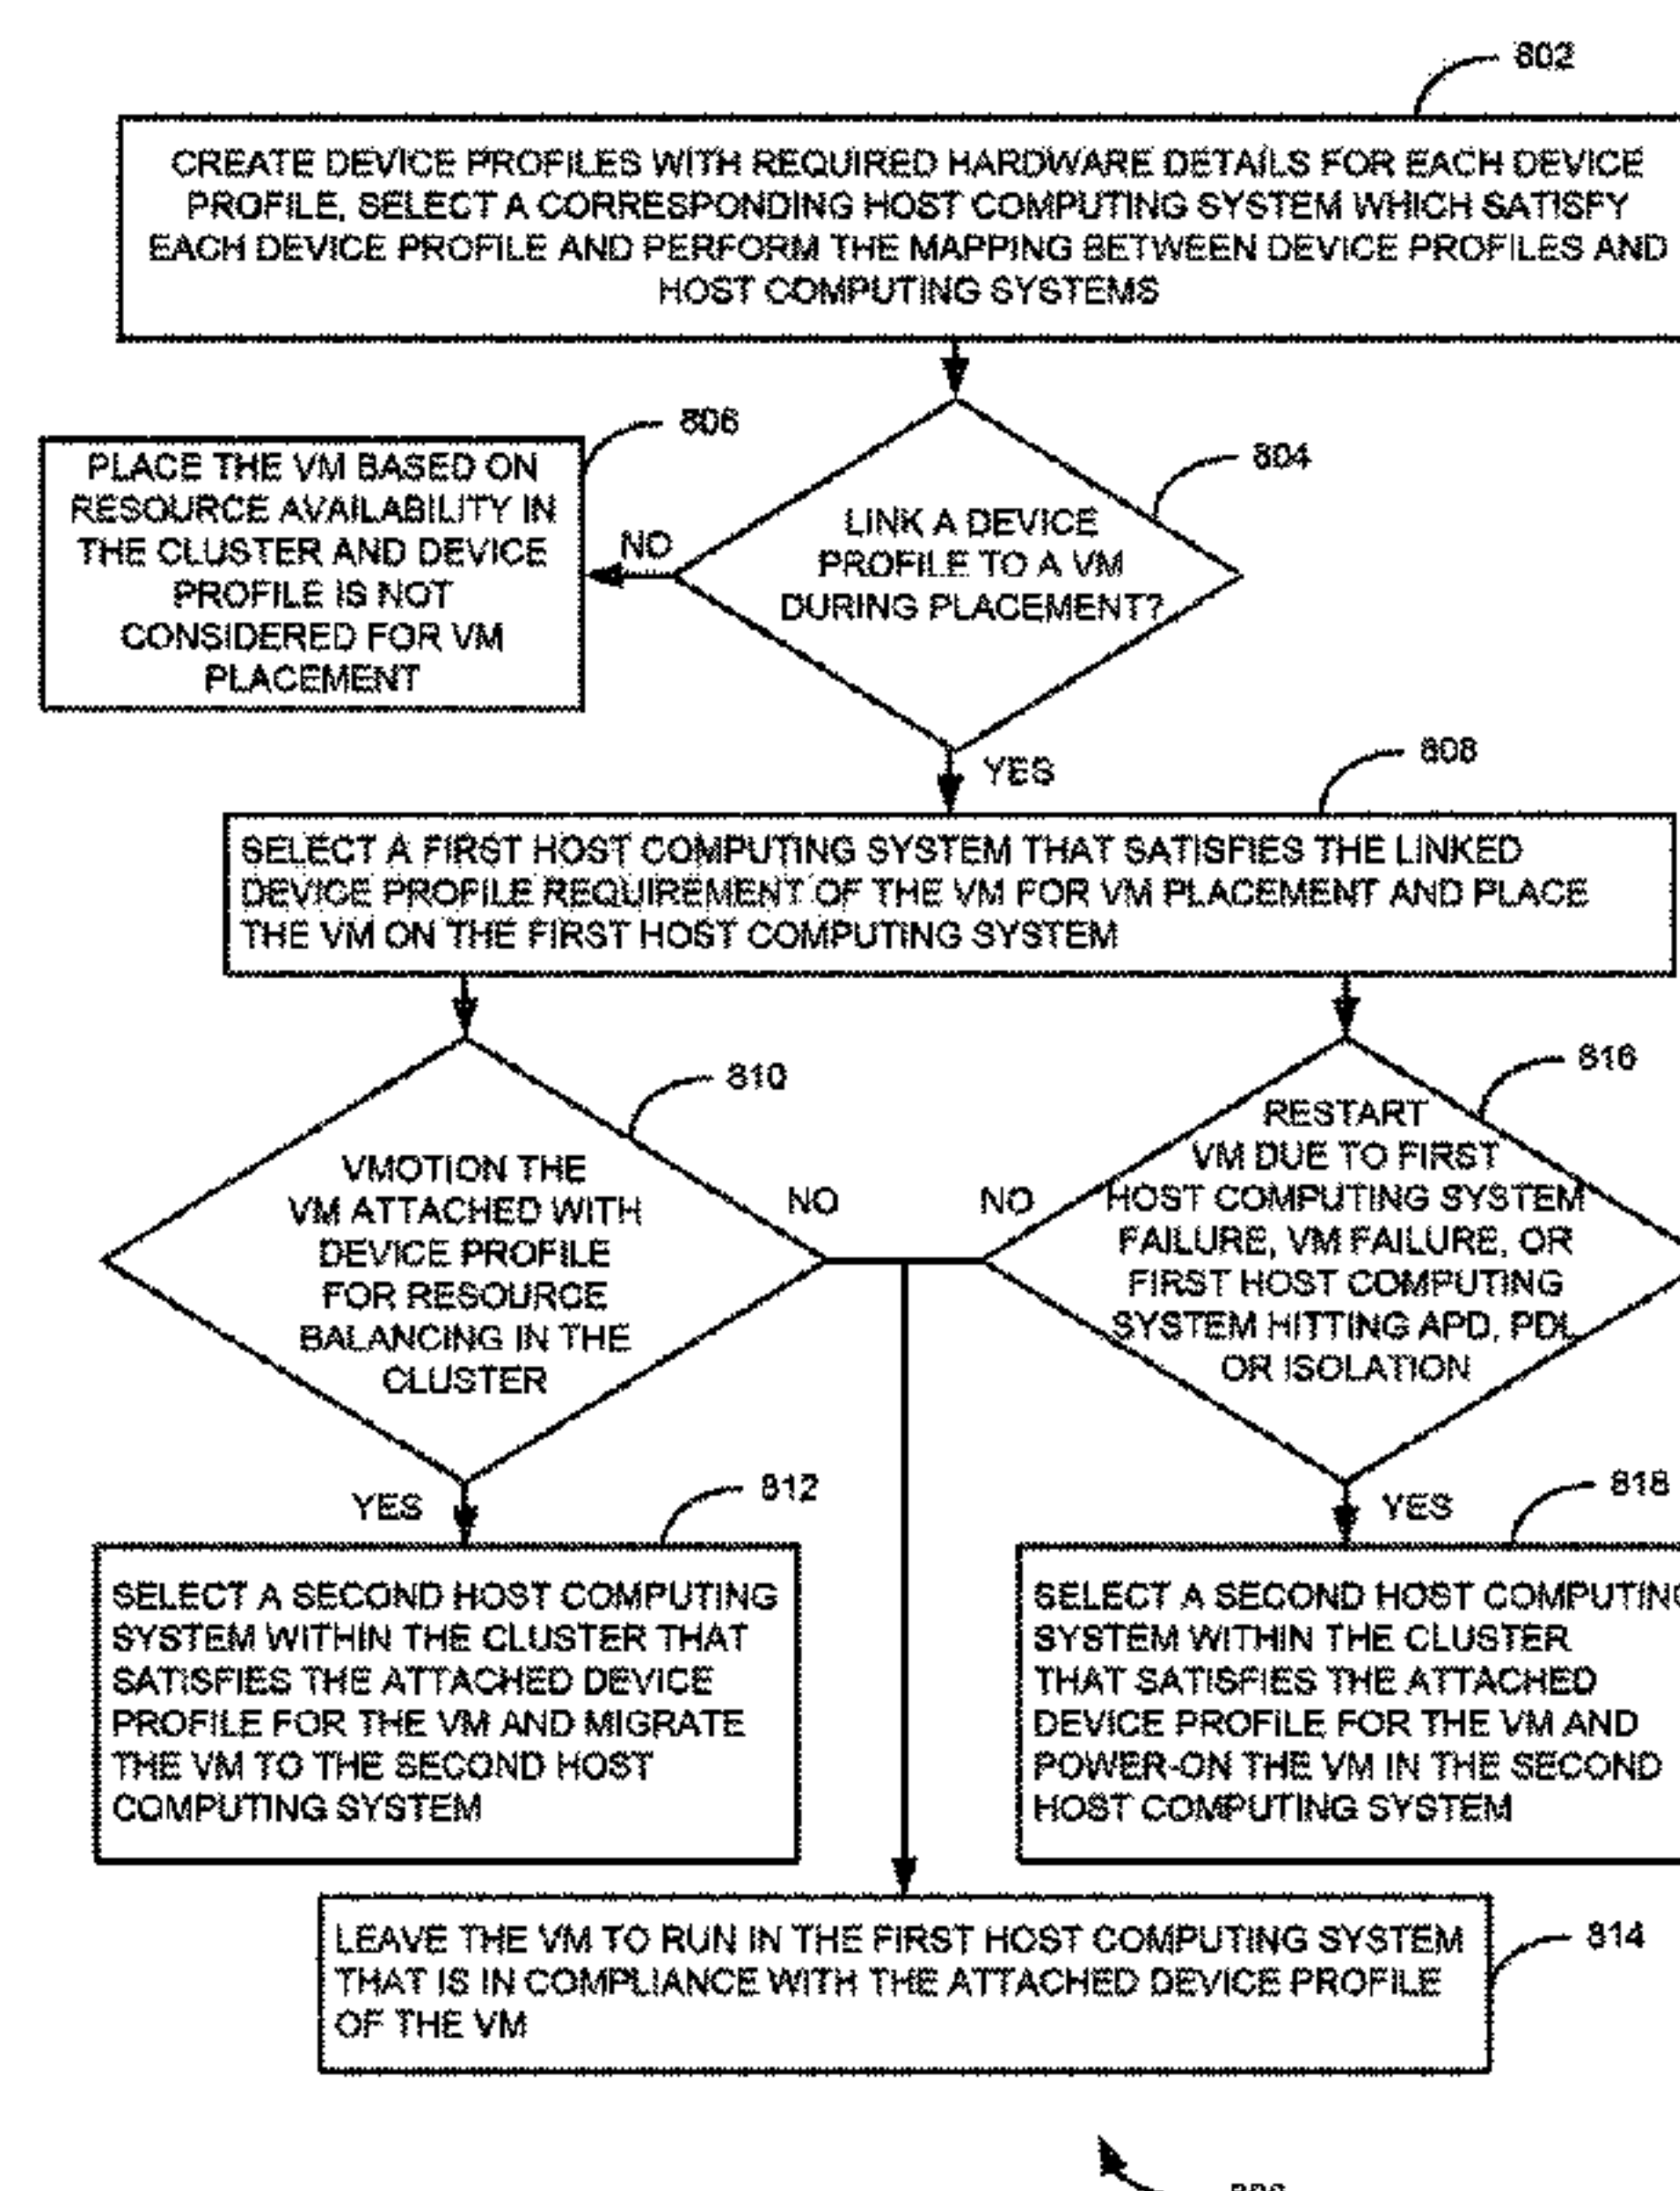 802
CREATE DEVICE PROFILES WITH REQUIRED HARDWARE DETAILS FOR EACH DEVICE
PROFILE, SELECT A CORRESPONDING HOST COMPUTING SYSTEM WHICH SATISFY
EACH DEVICE PROFILE AND PERFORM THE MAPPING BETWEEN DEVICE PROFILES AND
HOST COMPUTING SYSTEMS
806
PLACE THE VM BASED ON
RESOURCE AVAILABILITY IN
THE CLUSTER AND DEVICE
PROFILE IS NOT
CONSIDERED FOR VM
PLACEMENT
NO
804
LINK A DEVICE
PROFILE TO A VM
DURING PLACEMENT?
YES
808
SELECT A FIRST HOST COMPUTING SYSTEM THAT SATISFIES THE LINKED
DEVICE PROFILE REQUIREMENT OF THE VM FOR VM PLACEMENT AND PLACE
THE VM ON THE FIRST HOST COMPUTING SYSTEM
810
VMOTION THE
VM ATTACHED WITH
DEVICE PROFILE
FOR RESOURCE
BALANCING IN THE
CLUSTER
NO
NO
816
RESTART
VM DUE TO FIRST
HOST COMPUTING SYSTEM
FAILURE, VM FAILURE, OR
FIRST HOST COMPUTING
SYSTEM HITTING APD, PDL
OR ISOLATION
YES
812
SELECT A SECOND HOST COMPUTING
SYSTEM WITHIN THE CLUSTER THAT
SATISFIES THE ATTACHED DEVICE
PROFILE FOR THE VM AND MIGRATE
THE VM TO THE SECOND HOST
COMPUTING SYSTEM
YES
818
SELECT A SECOND HOST COMPUTING
SYSTEM WITHIN THE CLUSTER
THAT SATISFIES THE ATTACHED
DEVICE PROFILE FOR THE VM AND
POWER-ON THE VM IN THE SECOND
HOST COMPUTING SYSTEM
814
LEAVE THE VM TO RUN IN THE FIRST HOST COMPUTING SYSTEM
THAT IS IN COMPLIANCE WITH THE ATTACHED DEVICE PROFILE
OF THE VM